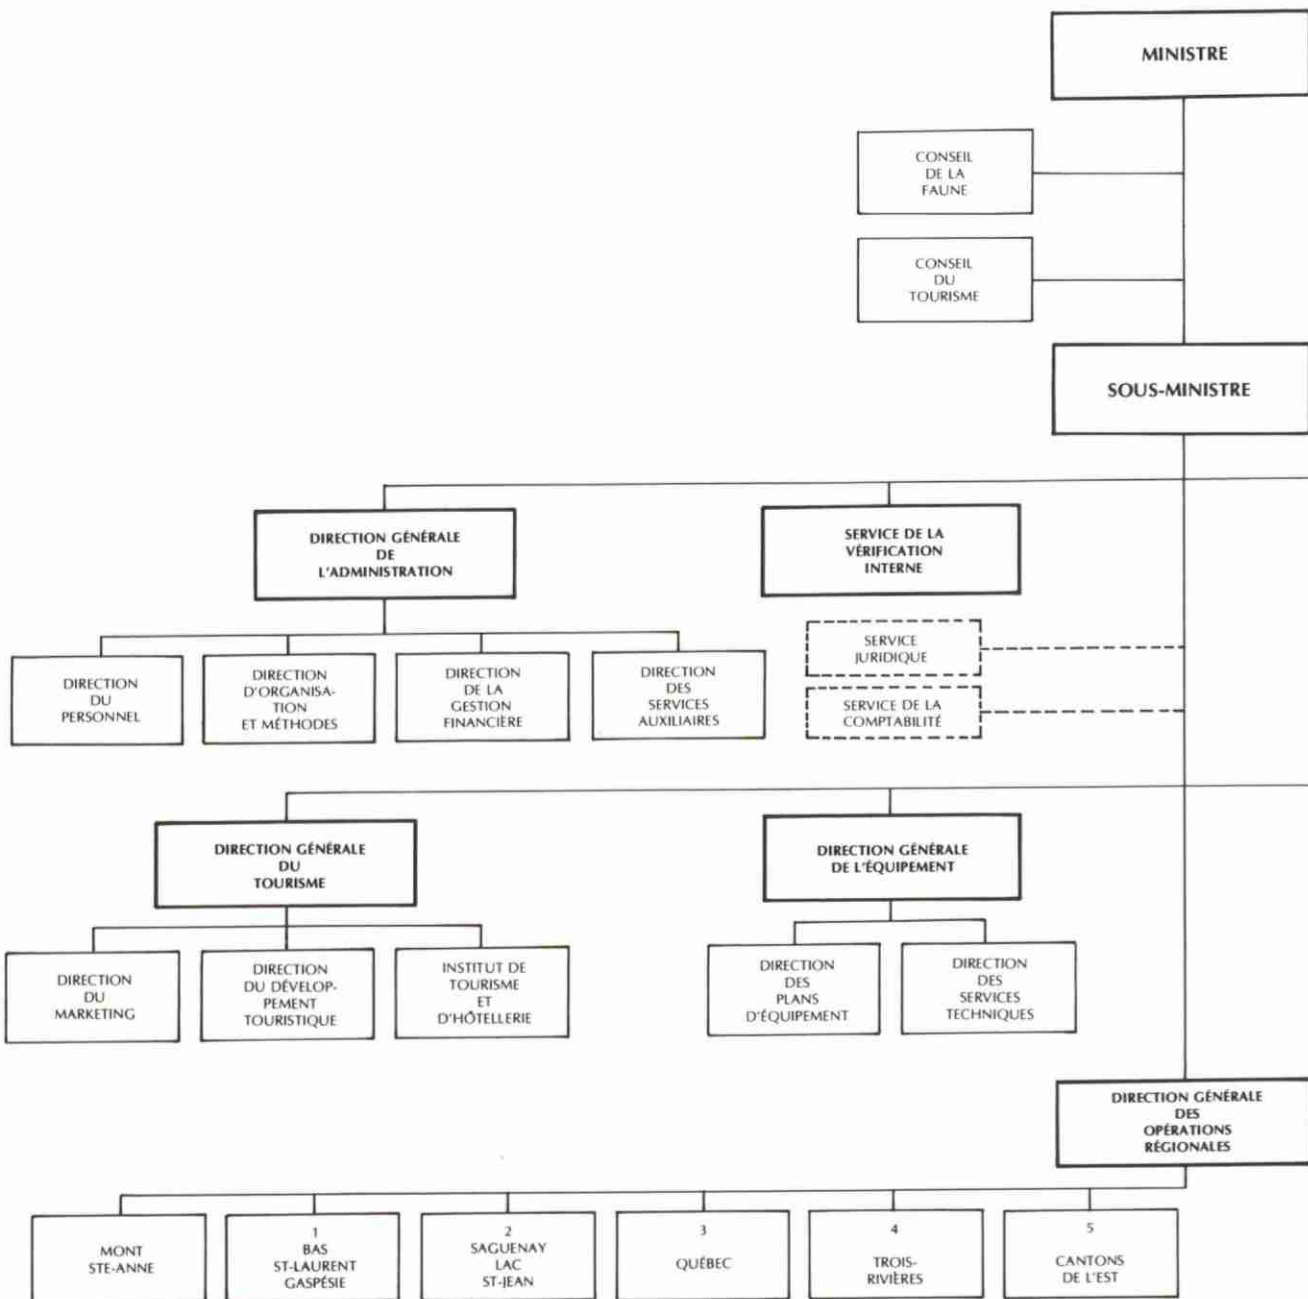 MINISTRE
CONSEIL
DE LA
FAUNE
CONSEIL
DU
TOURISME
SOUS-MINISTRE
DIRECTION GÉNÉRALE
DE
L'ADMINISTRATION
SERVICE DE LA
VÉRIFICATION
INTERNE
SERVICE
JURIDIQUE
SERVICE DE LA
COMPTABILITÉ
DIRECTION
DU
PERSONNEL
DIRECTION
D'ORGANISA-
TION
ET MÉTHODES
DIRECTION
DE LA
GESTION
FINANCIÈRE
DIRECTION
DES
SERVICES
AUXILIAIRES
DIRECTION GÉNÉRALE
DU
TOURISME
DIRECTION GÉNÉRALE
DE L'ÉQUIPEMENT
DIRECTION
DU
MARKETING
DIRECTION
DU DÉVELOP-
PEMENT
TOURISTIQUE
INSTITUT DE
TOURISME
ET
D'HÔTELLERIE
DIRECTION
DES
PLANS
D'ÉQUIPEMENT
DIRECTION
DES
SERVICES
TECHNIQUES
DIRECTION GÉNÉRALE
DES
OPÉRATIONS
RÉGIONALES
MONT
STE-ANNE
1
BAS
ST-LAURENT
GASPÉSIE
2
SAGUENAY
LAC
ST-JEAN
3
QUÉBEC
4
TROIS-
RIVIÈRES
5
CANTONS
DE L'EST